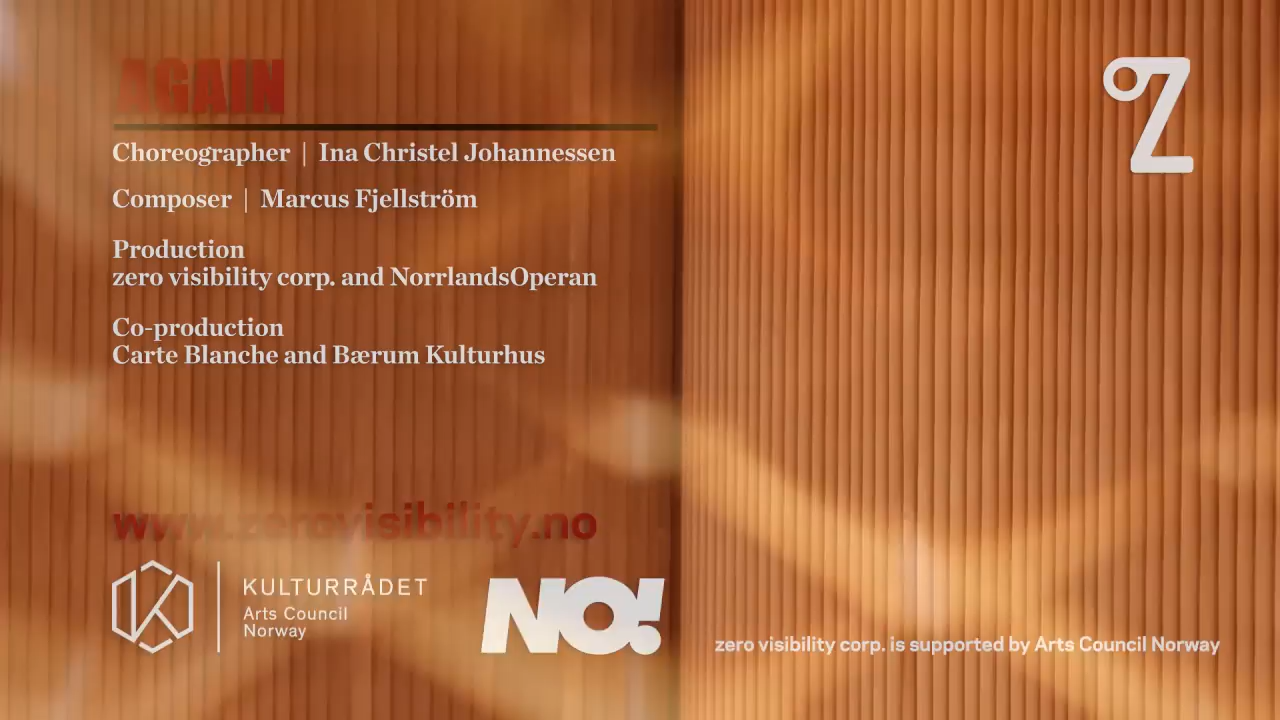 AGAIN
Choreographer | Ina Christel Johannessen
Composer | Marcus Fjellström
Production
zero visibility corp. and NorrlandsOperan
Co-production
Carte Blanche and Bærum Kulturhus
www.zerovisibility.no
KULTURRÅDET
Arts Council
Norway
NO!
Z
zero visibility corp. is supported by Arts Council Norway